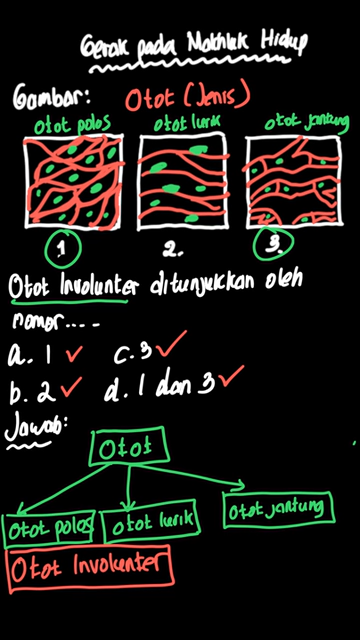 Gerak pada Makhluk Hidup
Gambar: Otot (Jenis)
Otot polos Otot lurik Otot jantung
1 2. 3.
Otot Involunter ditunjukkan oleh
nomor....
a. 1 c. 3
b. 2 d. 1 dan 3
Jawab:
Otot
Otot polos Otot lurik Otot jantung
Otot Involunter